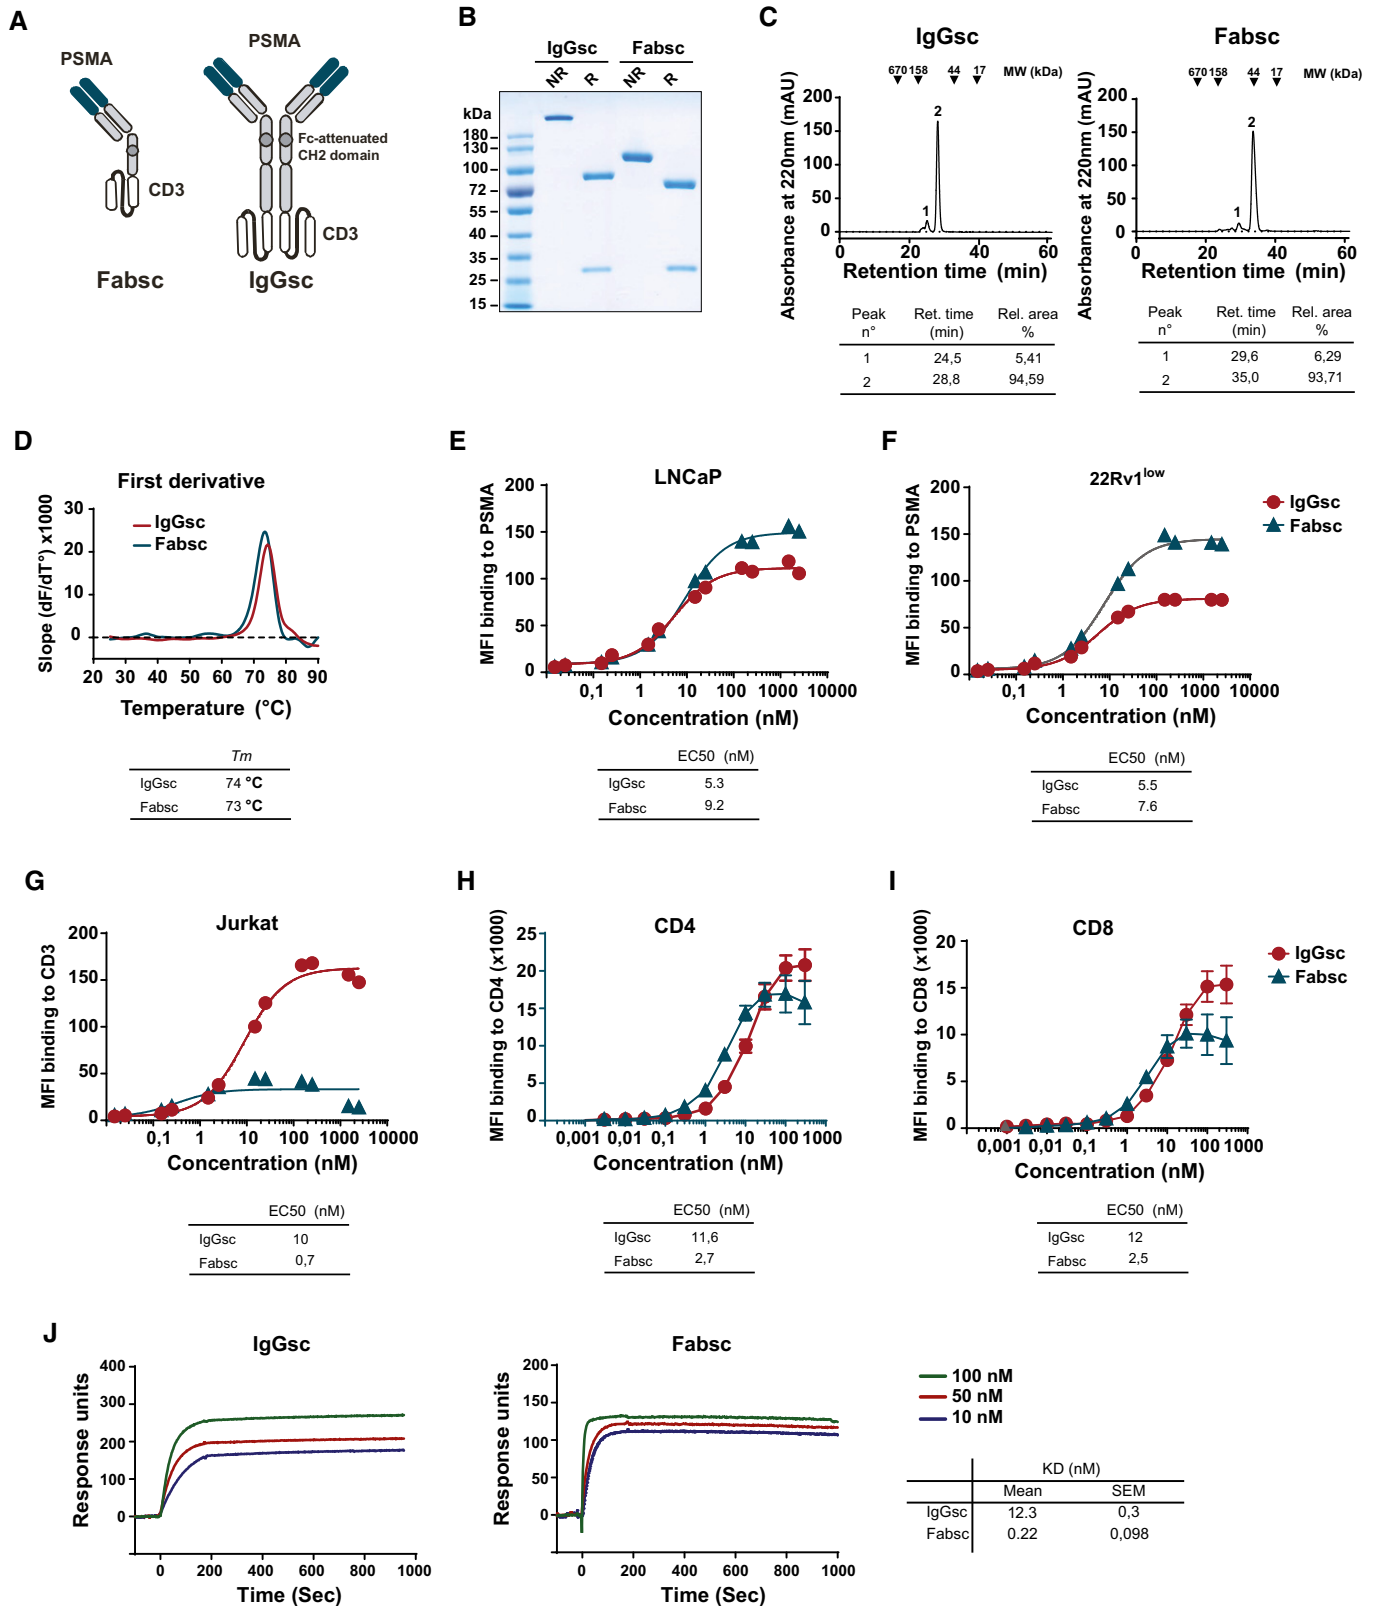 A
PSMA
PSMA
Fc-attenuated
CH2 domain
CD3
CD3
Fabsc
IgGsc
B
IgGsc Fabsc
NR R NR R
kDa
180
130
100
72
55
40
35
25
15
C
IgGsc
670 158 44 17 MW (kDa)
Absorbance at 220nm (mAU)
200
150
100
50
0
1
2
0 20 40 60
Retention time (min)
Peak n° Ret. time (min) Rel. area %
1 24,5 5,41
2 28,8 94,59
Fabsc
670 158 44 17 MW (kDa)
Absorbance at 220nm (mAU)
200
150
100
50
0
1
2
0 20 40 60
Retention time (min)
Peak n° Ret. time (min) Rel. area %
1 29,6 6,29
2 35,0 93,71
D
First derivative
Slope (dF/dT°) x1000
30
20
10
0
IgGsc
Fabsc
20 30 40 50 60 70 80 90
Temperature (°C)
Tm
IgGsc 74 °C
Fabsc 73 °C
E
LNCaP
MFI binding to PSMA
200
150
100
50
0
0,1 1 10 100 1000 10000
Concentration (nM)
EC50 (nM)
IgGsc 5.3
Fabsc 9.2
F
22Rv1low
MFI binding to PSMA
200
150
100
50
0
0,1 1 10 100 1000 10000
Concentration (nM)
IgGsc
Fabsc
EC50 (nM)
IgGsc 5.5
Fabsc 7.6
G
Jurkat
MFI binding to CD3
200
150
100
50
0
0,1 1 10 100 1000 10000
Concentration (nM)
EC50 (nM)
IgGsc 10
Fabsc 0,7
H
CD4
MFI binding to CD4 (x1000)
25
20
15
10
5
0
0,001 0,01 0,1 1 10 100 1000
Concentration (nM)
EC50 (nM)
IgGsc 11,6
Fabsc 2,7
I
CD8
MFI binding to CD8 (x1000)
20
15
10
5
0
0,001 0,01 0,1 1 10 100 1000
Concentration (nM)
IgGsc
Fabsc
EC50 (nM)
IgGsc 12
Fabsc 2,5
J
IgGsc
Response units
400
300
200
100
0
0 200 400 600 800 1000
Time (Sec)
Fabsc
Response units
200
150
100
50
0
0 200 400 600 800 1000
Time (Sec)
100 nM
50 nM
10 nM
KD (nM)
Mean SEM
IgGsc 12.3 0,3
Fabsc 0.22 0,098